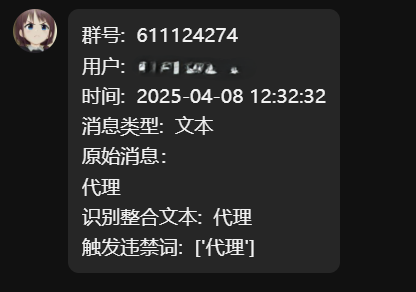 群号: 611124274
用户:
时间: 2025-04-08 12:32:32
消息类型: 文本
原始消息:
代理
识别整合文本: 代理
触发违禁词: ['代理']